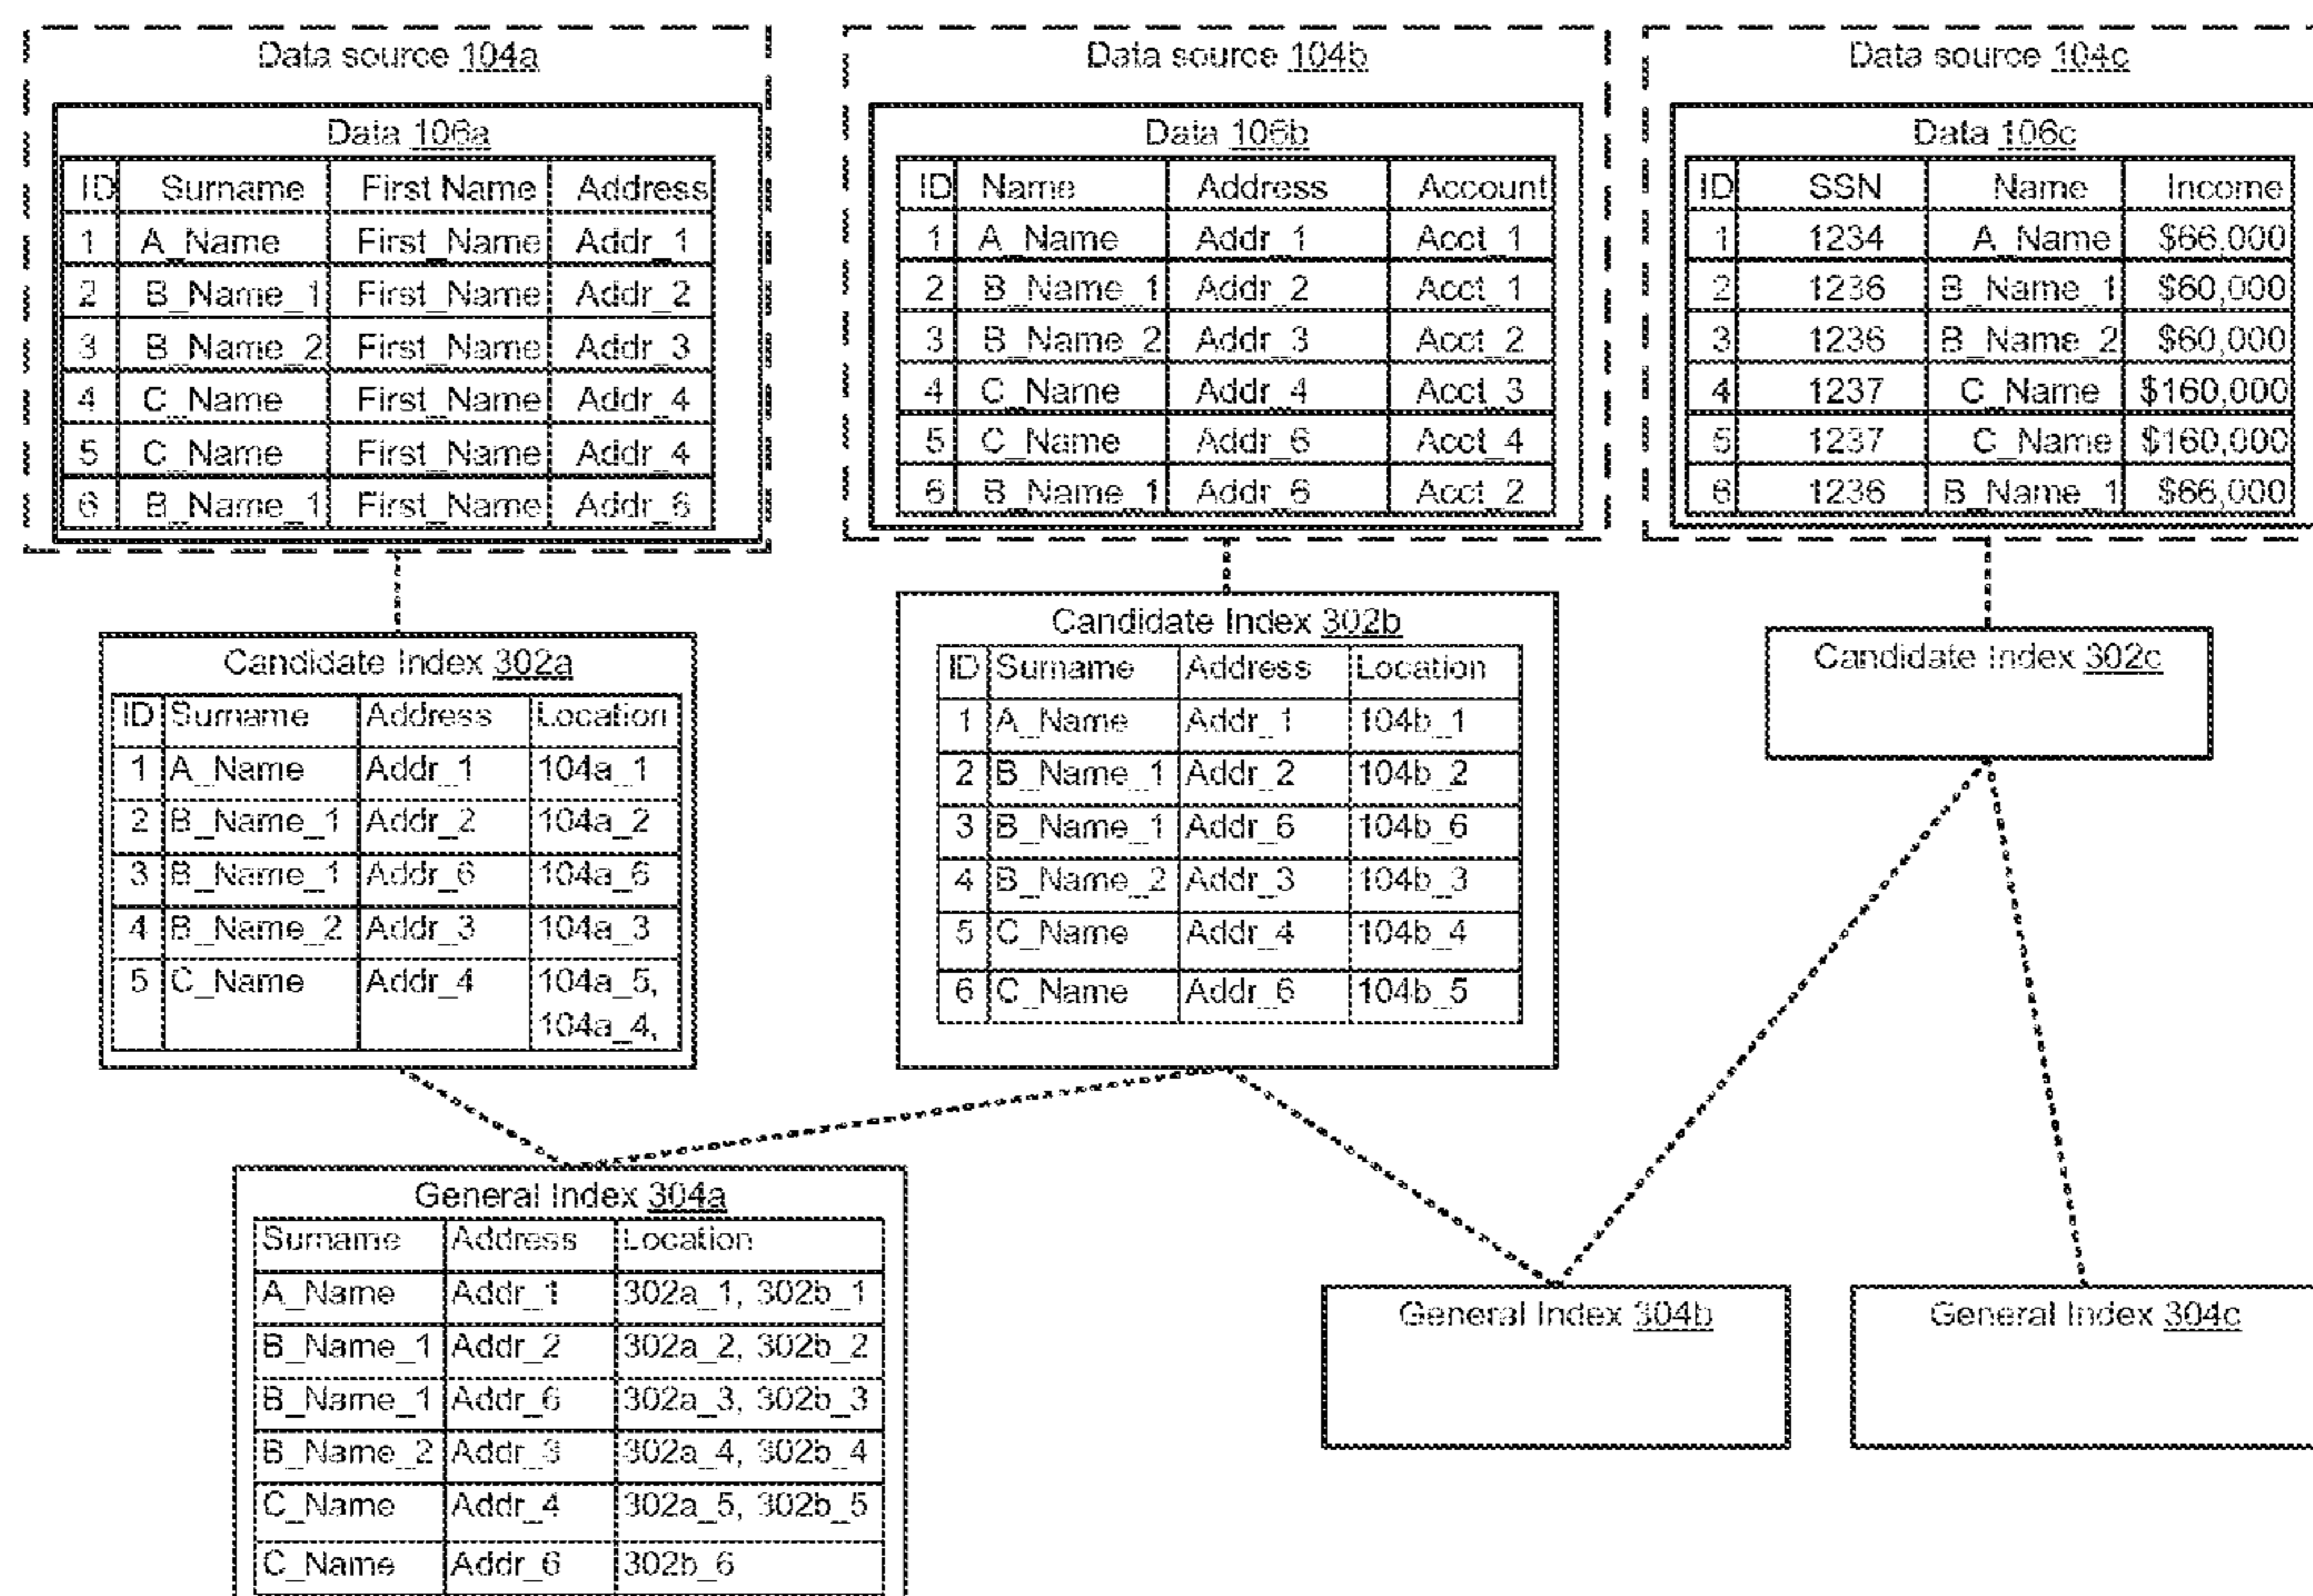 Data source 104a
Data 106a
ID Surname First Name Address
1 A_Name First_Name Addr_1
2 B_Name_1 First_Name Addr_2
3 B_Name_2 First_Name Addr_3
4 C_Name First_Name Addr_4
5 C_Name First_Name Addr_4
6 B_Name_1 First_Name Addr_6
Data source 104b
Data 106b
ID Name Address Account
1 A_Name Addr_1 Acct_1
2 B_Name_1 Addr_2 Acct_1
3 B_Name_2 Addr_3 Acct_2
4 C_Name Addr_4 Acct_3
5 C_Name Addr_6 Acct_4
6 B_Name_1 Addr_6 Acct_2
Data source 104c
Data 106c
ID SSN Name Income
1 1234 A_Name $66,000
2 1236 B_Name_1 $60,000
3 1236 B_Name_2 $60,000
4 1237 C_Name $160,000
5 1237 C_Name $160,000
6 1236 B_Name_1 $66,000
Candidate Index 302a
ID Surname Address Location
1 A_Name Addr_1 104a_1
2 B_Name_1 Addr_2 104a_2
3 B_Name_1 Addr_6 104a_6
4 B_Name_2 Addr_3 104a_3
5 C_Name Addr_4 104a_5,
104a_4,
Candidate Index 302b
ID Surname Address Location
1 A_Name Addr_1 104b_1
2 B_Name_1 Addr_2 104b_2
3 B_Name_1 Addr_6 104b_6
4 B_Name_2 Addr_3 104b_3
5 C_Name Addr_4 104b_4
6 C_Name Addr_6 104b_5
Candidate Index 302c
General Index 304a
Surname Address Location
A_Name Addr_1 302a_1, 302b_1
B_Name_1 Addr_2 302a_2, 302b_2
B_Name_1 Addr_6 302a_3, 302b_3
B_Name_2 Addr_3 302a_4, 302b_4
C_Name Addr_4 302a_5, 302b_5
C_Name Addr_6 302b_6
General Index 304b
General Index 304c